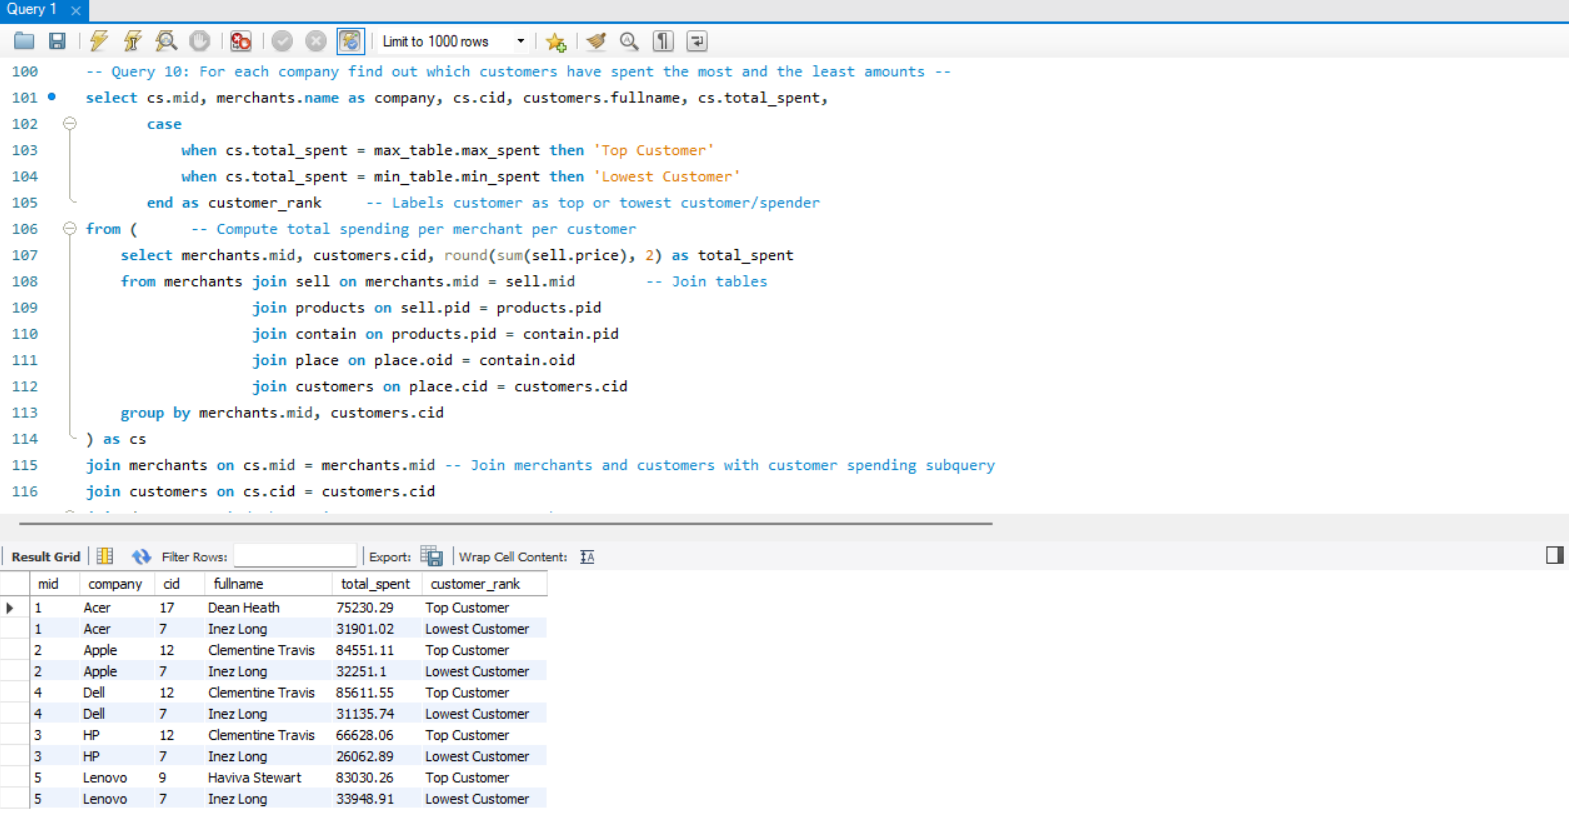 Query 1
Limit to 1000 rows
100 -- Query 10: For each company find out which customers have spent the most and the least amounts --
101 select cs.mid, merchants.name as company, cs.cid, customers.fullname, cs.total_spent,
102 case
103 when cs.total_spent = max_table.max_spent then 'Top Customer'
104 when cs.total_spent = min_table.min_spent then 'Lowest Customer'
105 end as customer_rank -- Labels customer as top or towest customer/spender
106 from ( -- Compute total spending per merchant per customer
107 select merchants.mid, customers.cid, round(sum(sell.price), 2) as total_spent
108 from merchants join sell on merchants.mid = sell.mid -- Join tables
109 join products on sell.pid = products.pid
110 join contain on products.pid = contain.pid
111 join place on place.oid = contain.oid
112 join customers on place.cid = customers.cid
113 group by merchants.mid, customers.cid
114 ) as cs
115 join merchants on cs.mid = merchants.mid -- Join merchants and customers with customer spending subquery
116 join customers on cs.cid = customers.cid
Result Grid Filter Rows: Export: Wrap Cell Content:
mid company cid fullname total_spent customer_rank
1 Acer 17 Dean Heath 75230.29 Top Customer
1 Acer 7 Inez Long 31901.02 Lowest Customer
2 Apple 12 Clementine Travis 84551.11 Top Customer
2 Apple 7 Inez Long 32251.1 Lowest Customer
4 Dell 12 Clementine Travis 85611.55 Top Customer
4 Dell 7 Inez Long 31135.74 Lowest Customer
3 HP 12 Clementine Travis 66628.06 Top Customer
3 HP 7 Inez Long 26062.89 Lowest Customer
5 Lenovo 9 Haviva Stewart 83030.26 Top Customer
5 Lenovo 7 Inez Long 33948.91 Lowest Customer